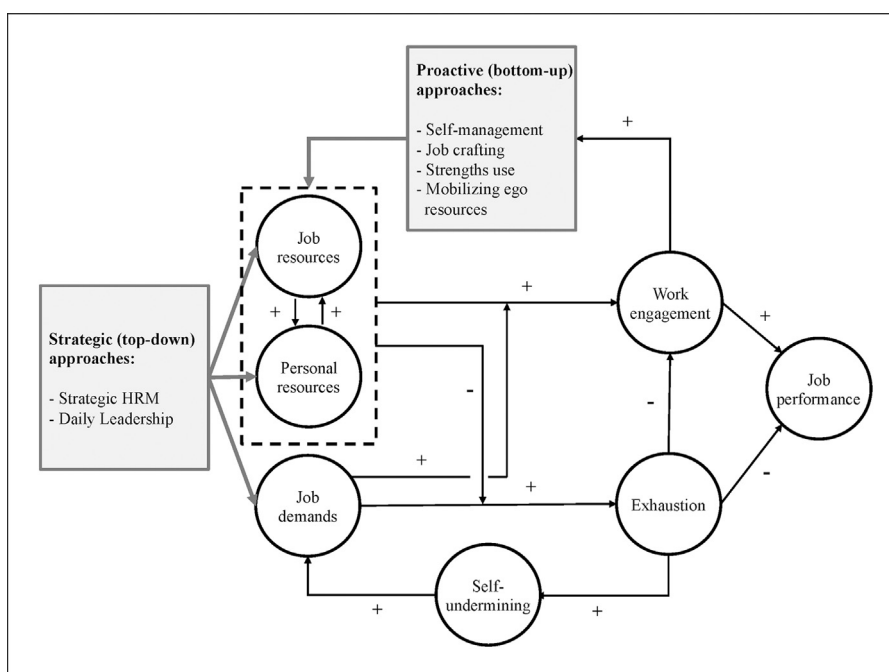 Proactive (bottom-up)
approaches:
- Self-management
- Job crafting
- Strengths use
- Mobilizing ego
resources
+
Job
resources
+
+
+
Work
engagement
+
Strategic (top-down)
approaches:
- Strategic HRM
- Daily Leadership
Personal
resources
-
-
Job
performance
-
+
+
Job
demands
Exhaustion
Self-
undermining
+
+